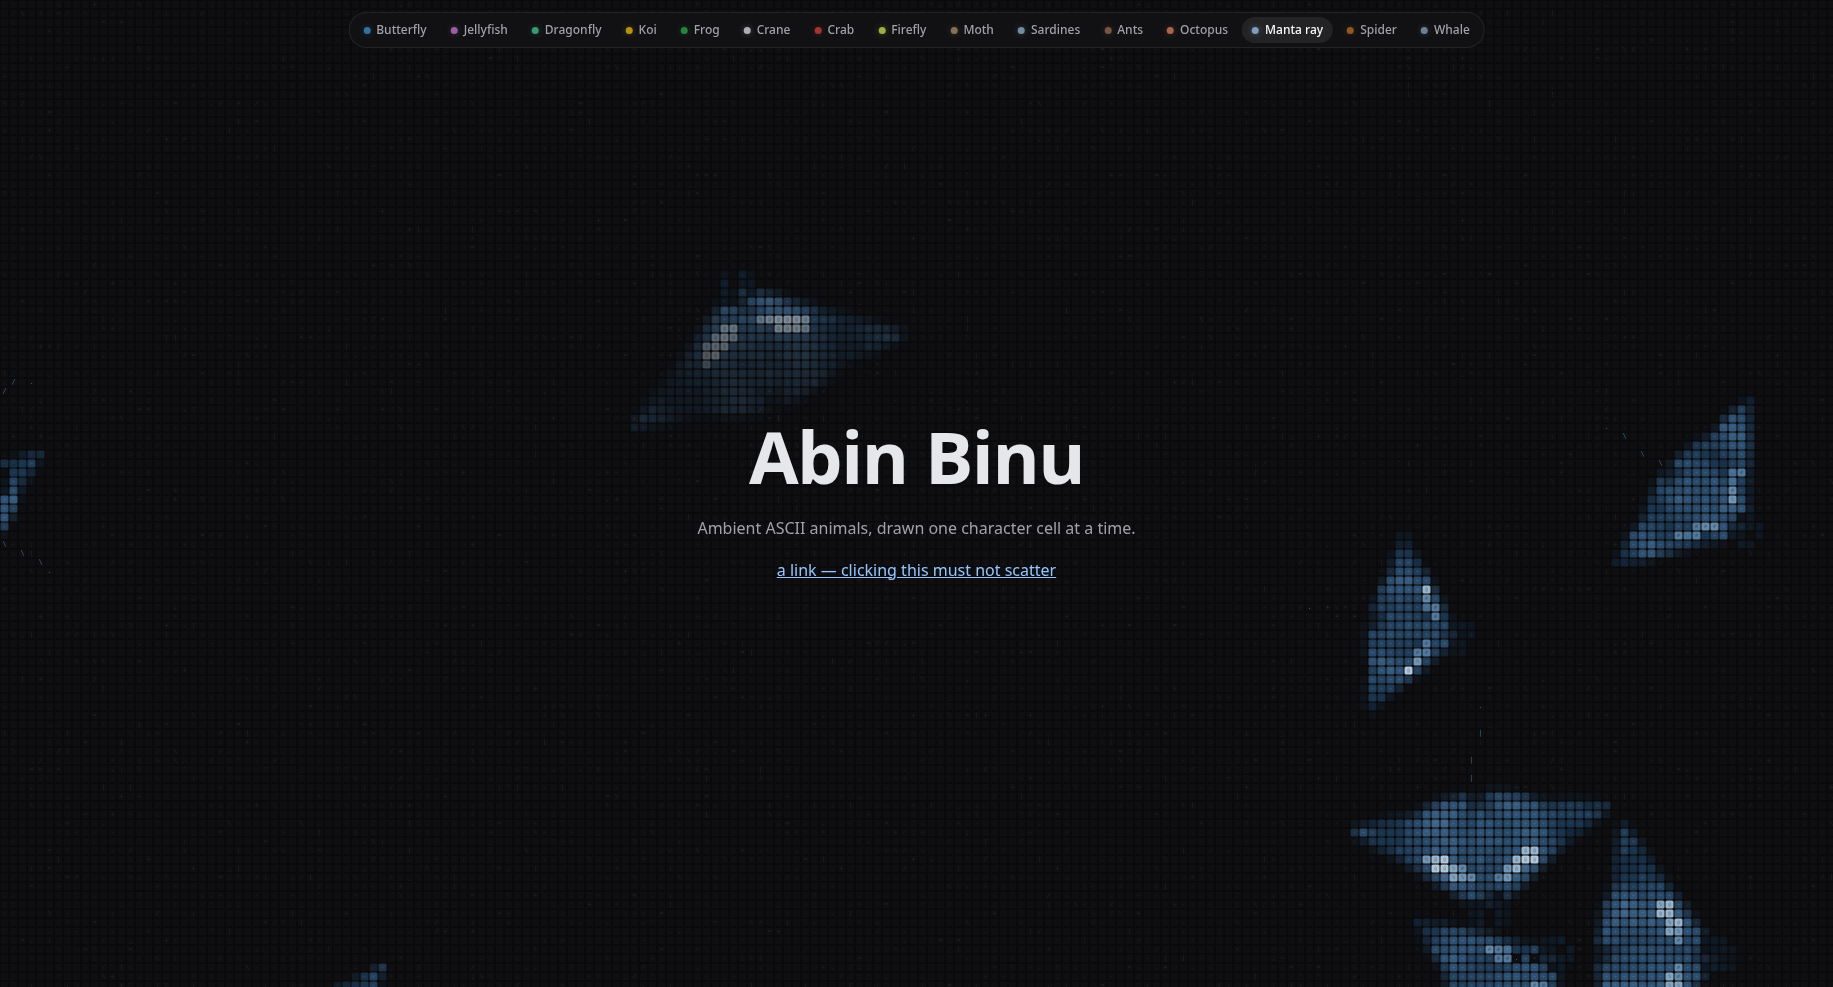 Butterfly Jellyfish Dragonfly Koi Frog Crane Crab Firefly Moth Sardines Ants Octopus Manta ray Spider Whale
Abin Binu
Ambient ASCII animals, drawn one character cell at a time.
a link — clicking this must not scatter